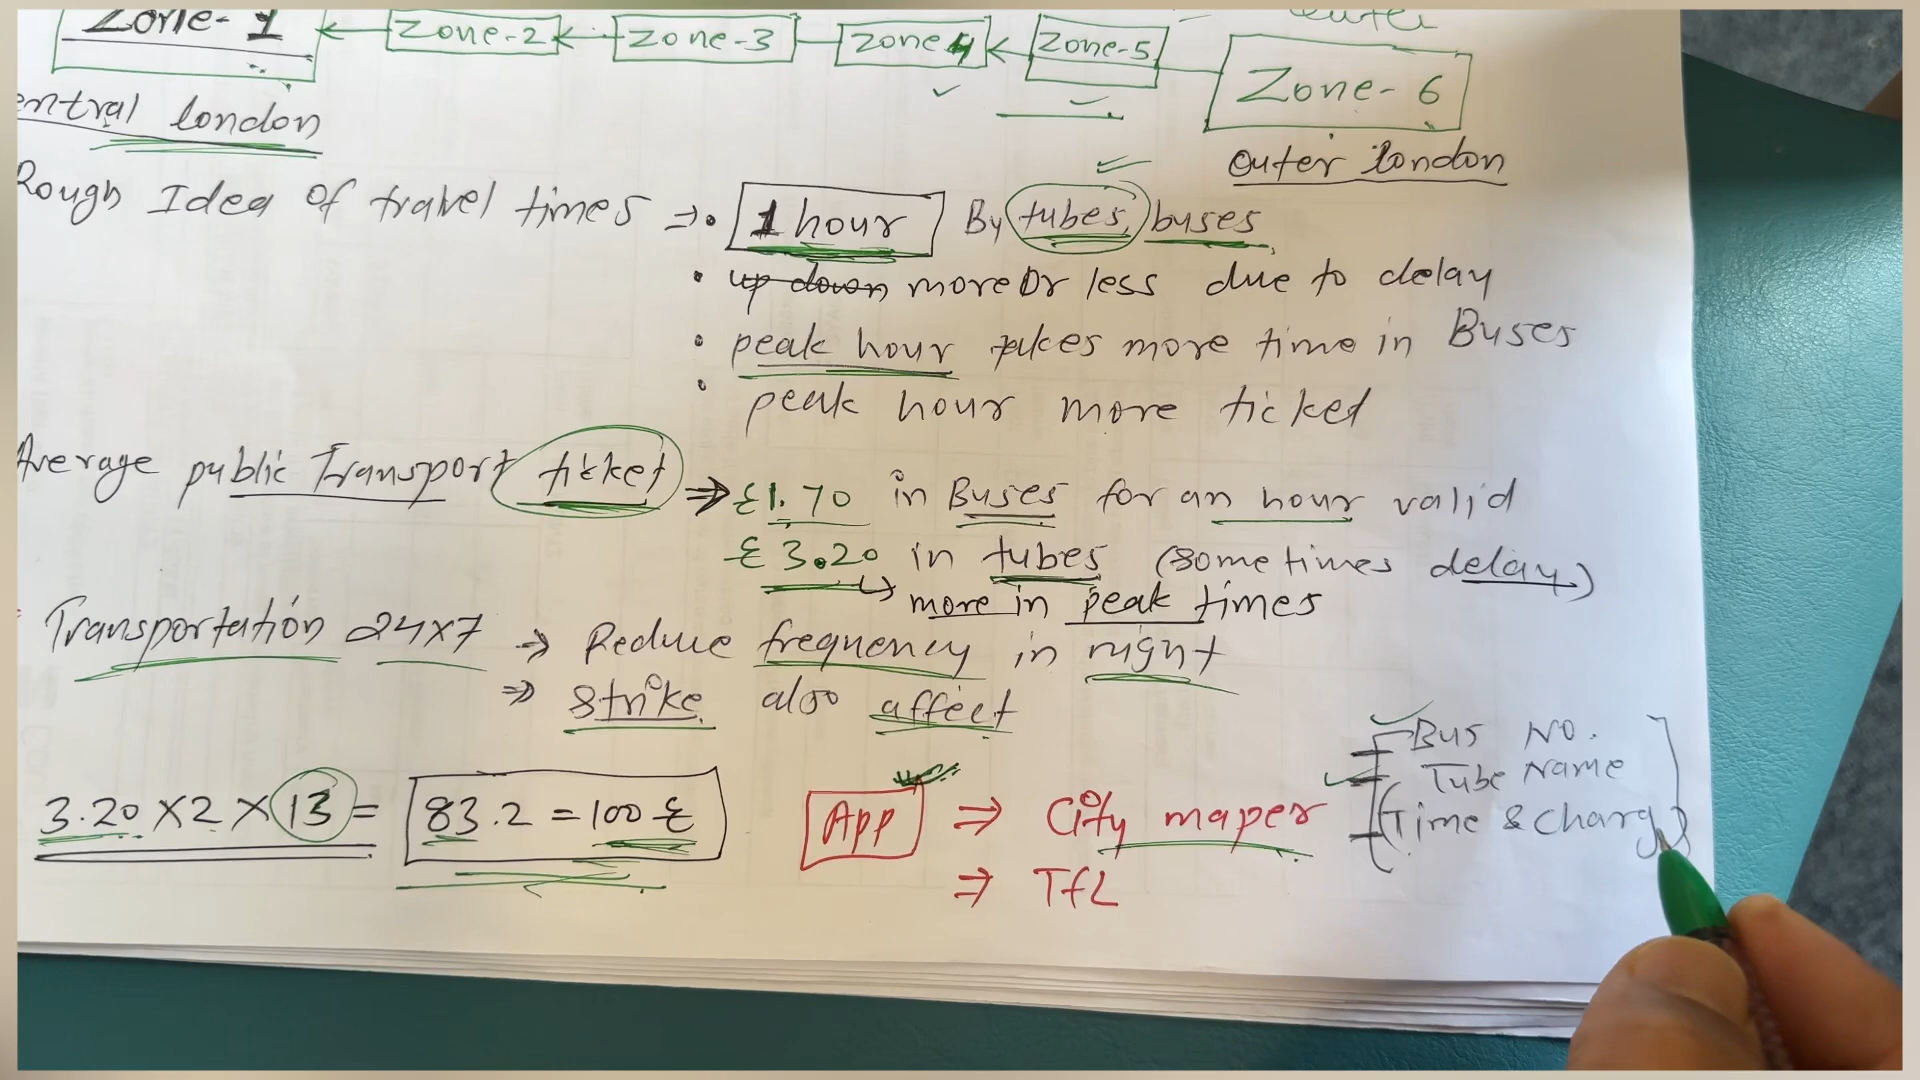 Zone-1 Zone-2 Zone-3 Zone 4 Zone-5 Zone-6
entral london
outer london
Rough Idea of travel times ⇒ • 1 hour By tubes, buses
• up down more Or less due to delay
• peak hour takes more time in Buses
• peak hour more ticket
Average public Transport ticket ⇒ £1.70 in Buses for an hour valid
£3.20 in tubes (sometimes delay)
↳ more in peak times
Transportation 24x7 → Reduce frequency in night
⇒ strike also affect
3.20 X2 X 13 = 83.2 = 100 £
App ⇒ City maper
⇒ TfL
Bus No.
Tube Name
(Time & Charg